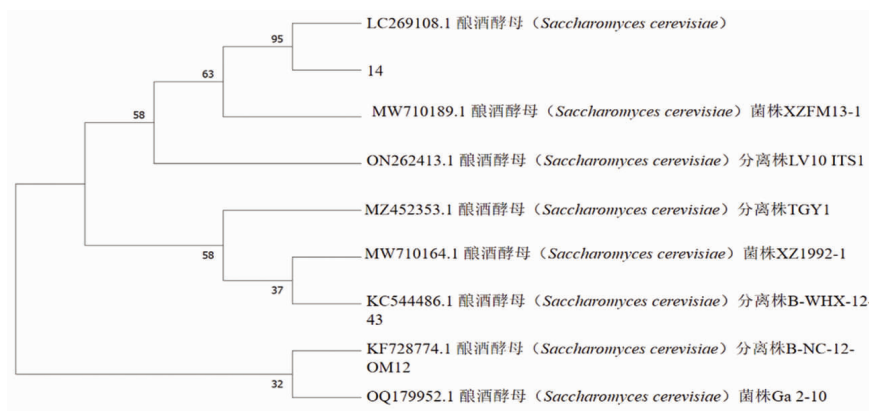 LC269108.1 酿酒酵母（Saccharomyces cerevisiae）
95
14
63
MW710189.1 酿酒酵母（Saccharomyces cerevisiae）菌株XZFM13-1
58
ON262413.1 酿酒酵母（Saccharomyces cerevisiae）分离株LV10 ITS1
MZ452353.1 酿酒酵母（Saccharomyces cerevisiae）分离株TGY1
58
MW710164.1 酿酒酵母（Saccharomyces cerevisiae）菌株XZ1992-1
37
KC544486.1 酿酒酵母（Saccharomyces cerevisiae）分离株B-WHX-12-
43
KF728774.1 酿酒酵母（Saccharomyces cerevisiae）分离株B-NC-12-
OM12
32
OQ179952.1 酿酒酵母（Saccharomyces cerevisiae）菌株Ga 2-10